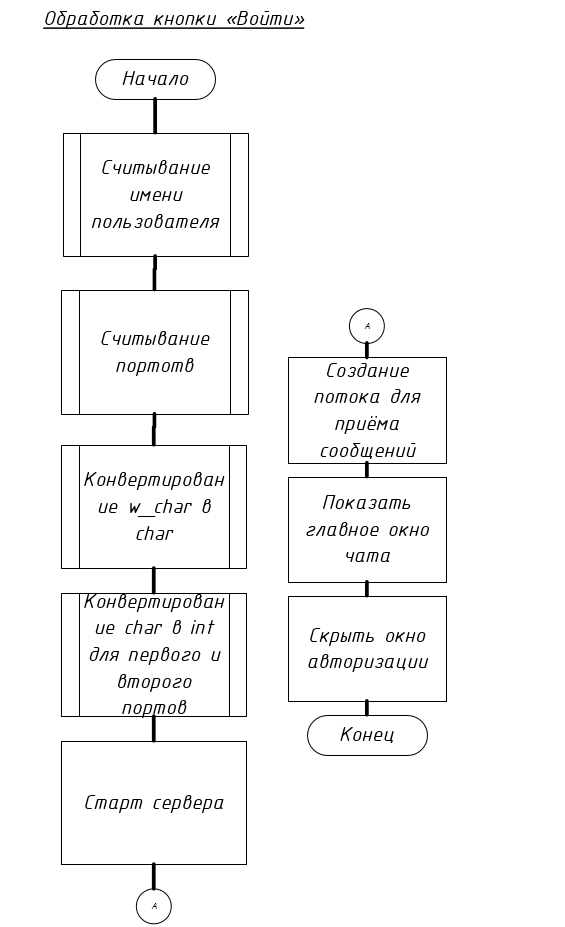 Обработка кнопки «Войти»
Начало
Считывание
имени
пользователя
Считывание
портотв
Конвертирован
ие w_char в
char
Конвертирован
ие char в int
для первого и
второго
портов
Старт сервера
А
А
Создание
потока для
приёма
сообщений
Показать
главное окно
чата
Скрыть окно
авторизации
Конец